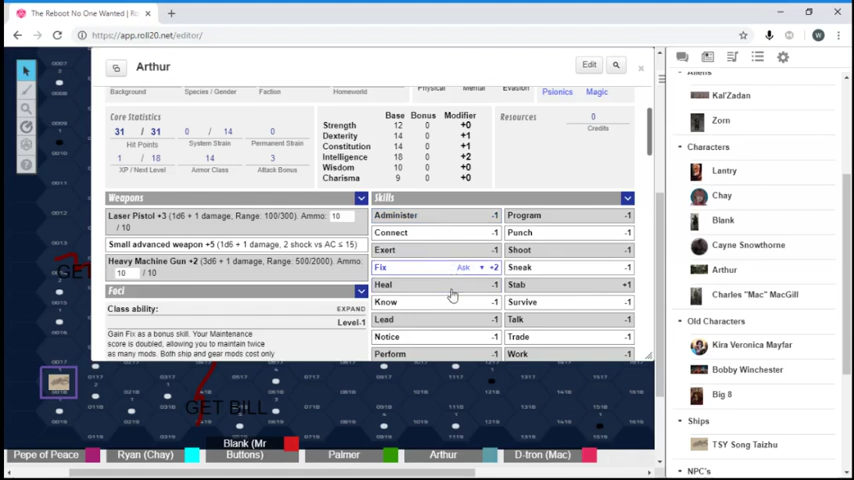 The Reboot No One Wanted | Ro
https://app.roll20.net/editor/
W
Arthur
Edit
Background
Species / Gender
Faction
Homeworld
Physical
Mental
Evasion
Psionics
Magic
Core Statistics
31 / 31
0 / 14
0
Hit Points
System Strain
Permanent Strain
1 / 18
14
3
XP / Next Level
Armor Class
Attack Bonus
Base Bonus Modifier
Strength 12 0 +0
Dexterity 14 0 +1
Constitution 14 0 +1
Intelligence 18 0 +2
Wisdom 10 0 +0
Charisma 9 0 +0
Resources
0
Credits
Weapons
Laser Pistol +3 (1d6 + 1 damage, Range: 100/300). Ammo: 10
/ 10
Small advanced weapon +5 (1d6 + 1 damage, 2 shock vs AC ≤ 15)
Heavy Machine Gun +2 (3d6 + 1 damage, Range: 500/2000). Ammo:
10 / 10
Foci
Class ability: EXPAND
Level-1
Gain Fix as a bonus skill. Your Maintenance
score is doubled, allowing you to maintain twice
as many mods. Both ship and gear mods cost only
Skills
Administer -1
Program -1
Connect -1
Punch -1
Exert -1
Shoot -1
Fix Ask +2
Sneak -1
Heal -1
Stab +1
Know -1
Survive -1
Lead -1
Talk -1
Notice -1
Trade -1
Perform -1
Work -1
GET BILL
Pepe of Peace
Ryan (Chay)
Blank (Mr
Buttons)
Palmer
Arthur
D-tron (Mac)
Aliens
Kal'Zadan
Zorn
Characters
Lantry
Chay
Blank
Cayne Snowthorne
Arthur
Charles "Mac" MacGill
Old Characters
Kira Veronica Mayfar
Bobby Winchester
Big 8
Ships
TSY Song Taizhu
NPC's